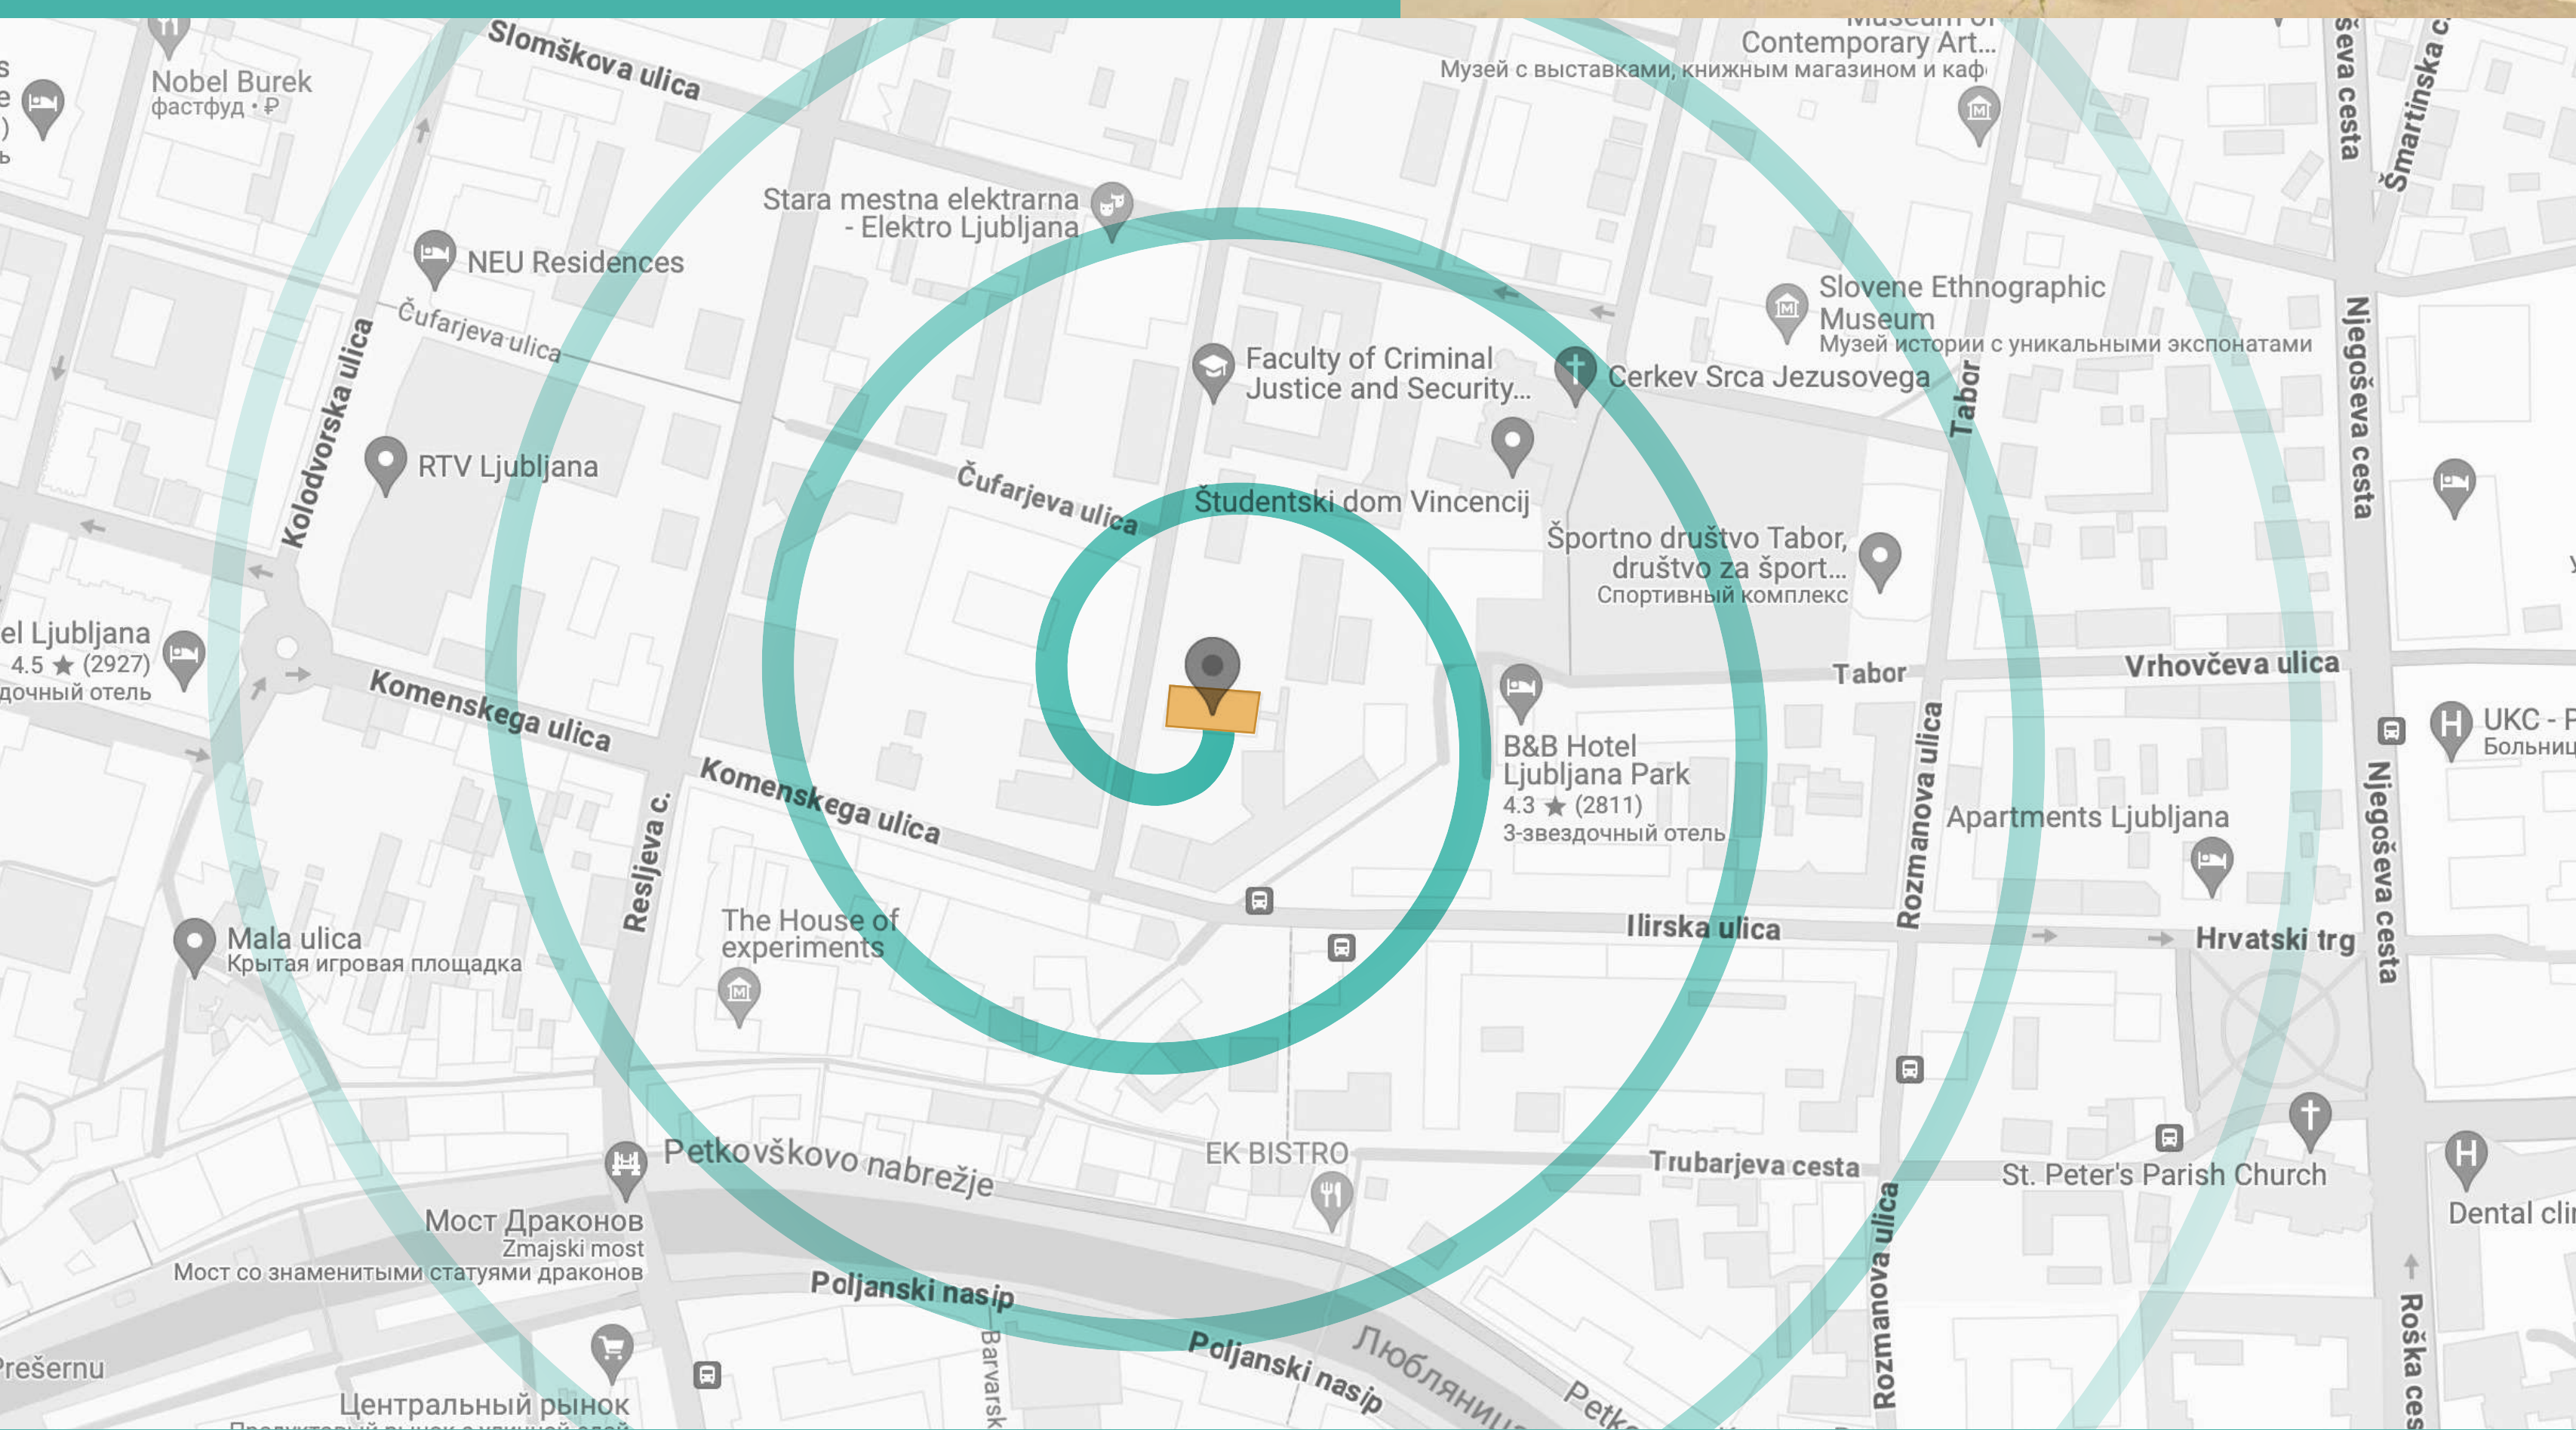 Slomškova ulica
Nobel Burek
фастфуд • ₽
Contemporary Art...
Музей с выставками, книжным магазином и каф
ševa cesta
Šmartinska c
Stara mestna elektrarna
- Elektro Ljubljana
NEU Residences
Čufarjeva ulica
Kolodvorska ulica
RTV Ljubljana
Faculty of Criminal
Justice and Security...
Cerkev Srca Jezusovega
Slovene Ethnographic
Museum
Музей истории с уникальными экспонатами
Tabor
Njegoševa cesta
Čufarjeva ulica
Študentski dom Vincencij
Športno društvo Tabor,
društvo za šport...
Спортивный комплекс
el Ljubljana
4.5 ★ (2927)
дочный отель
Komenskega ulica
Komenskega ulica
Resljeva c.
Tabor
Vrhovčeva ulica
B&B Hotel
Ljubljana Park
4.3 ★ (2811)
3-звездочный отель
Rozmanova ulica
Apartments Ljubljana
UKC - P
Больниц
Njegoševa cesta
The House of
experiments
Mala ulica
Крытая игровая площадка
Ilirska ulica
Hrvatski trg
Petkovškovo nabrežje
EK BISTRO
Trubarjeva cesta
St. Peter's Parish Church
Мост Драконов
Zmajski most
Мост со знаменитыми статуями драконов
Dental clin
Poljanski nasip
Poljanski nasip
Barvarsk
Любляница
Petko
Rozmanova ulica
Roška ces
Prešernu
Центральный рынок